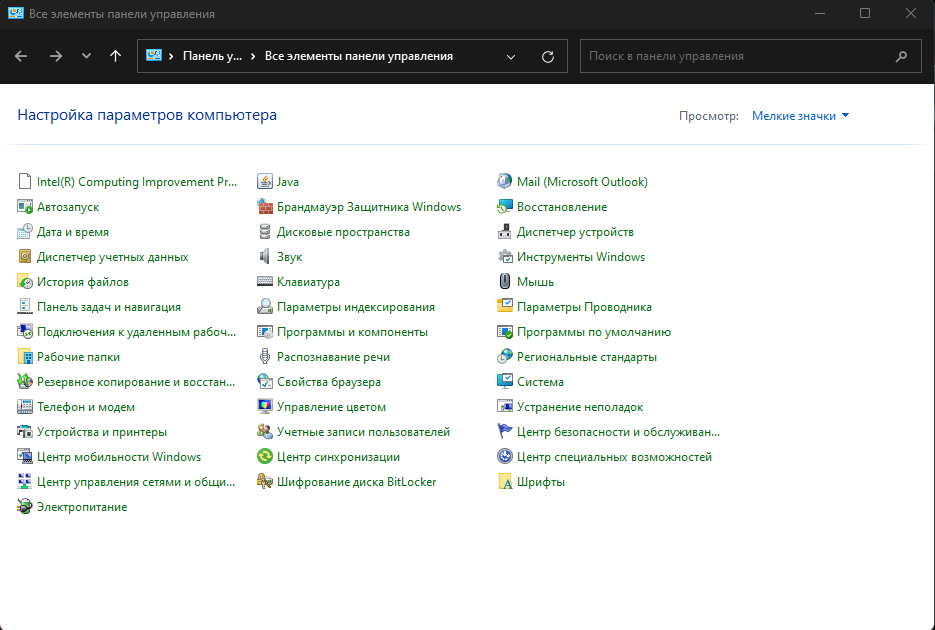 Все элементы панели управления
Панель у... Все элементы панели управления
Поиск в панели управления
Настройка параметров компьютера
Просмотр: Мелкие значки
Intel(R) Computing Improvement Pr... Java Mail (Microsoft Outlook)
Автозапуск Брандмауэр Защитника Windows Восстановление
Дата и время Дисковые пространства Диспетчер устройств
Диспетчер учетных данных Звук Инструменты Windows
История файлов Клавиатура Мышь
Панель задач и навигация Параметры индексирования Параметры Проводника
Подключения к удаленным рабоч... Программы и компоненты Программы по умолчанию
Рабочие папки Распознавание речи Региональные стандарты
Резервное копирование и восстан... Свойства браузера Система
Телефон и модем Управление цветом Устранение неполадок
Устройства и принтеры Учетные записи пользователей Центр безопасности и обслуживан...
Центр мобильности Windows Центр синхронизации Центр специальных возможностей
Центр управления сетями и общи... Шифрование диска BitLocker Шрифты
Электропитание